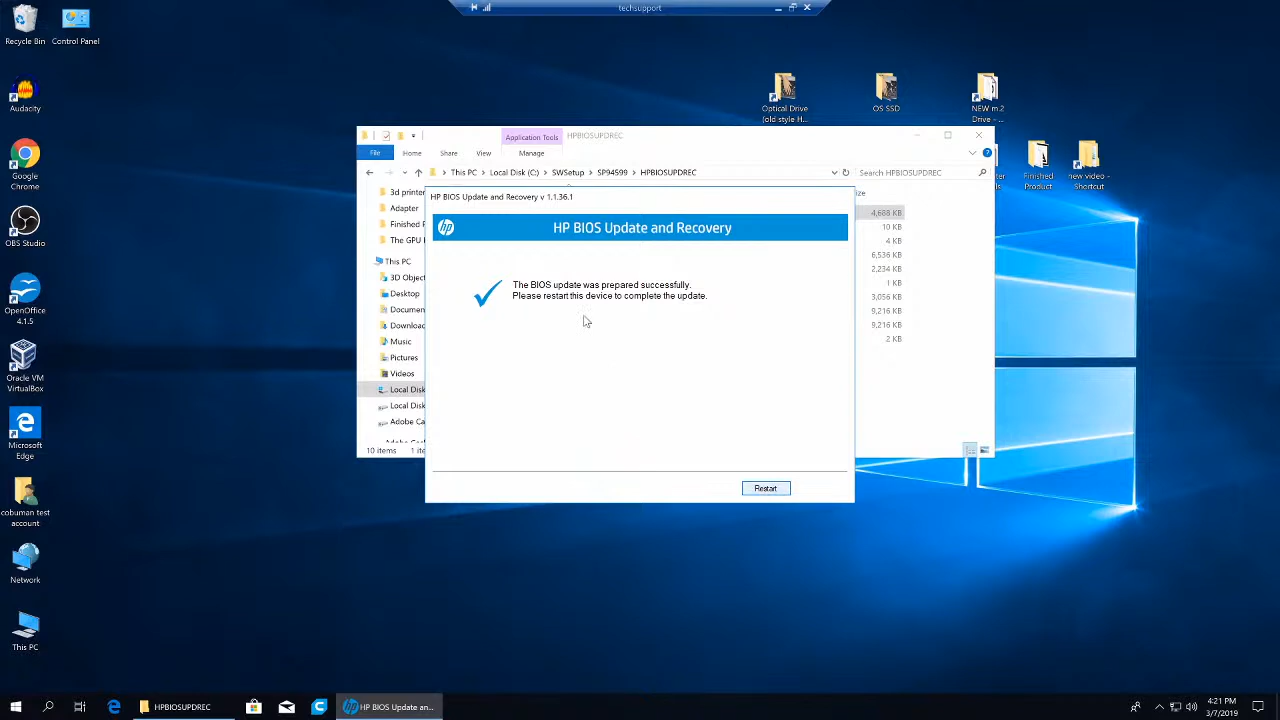 techsupport
Recycle Bin
Control Panel
Audacity
Google
Chrome
OBS Studio
OpenOffice
4.1.5
Oracle VM
VirtualBox
Microsoft
Edge
cobuman test
account
Network
This PC
Optical Drive
(old style H...
OS SSD
NEW m.2
Drive - ...
Finished
Product
new video -
Shortcut
Application Tools
HPBIOSUPDREC
File
Home
Share
View
Manage
This PC
Local Disk (C:)
SWSetup
SP94599
HPBIOSUPDREC
Search HPBIOSUPDREC
3d printer
Adapter
Finished
The GPU
This PC
3D Object
Desktop
Documen
Downloac
Music
Pictures
Videos
Local Disk
Local Disk
Adobe Ca
10 items
4,688 KB
10 KB
4 KB
6,536 KB
2,234 KB
1 KB
3,056 KB
9,216 KB
9,216 KB
2 KB
HP BIOS Update and Recovery v 1.1.36.1
hp
HP BIOS Update and Recovery
The BIOS update was prepared successfully.
Please restart this device to complete the update.
Restart
HPBIOSUPDREC
HP BIOS Update an...
4:21 PM
3/7/2019